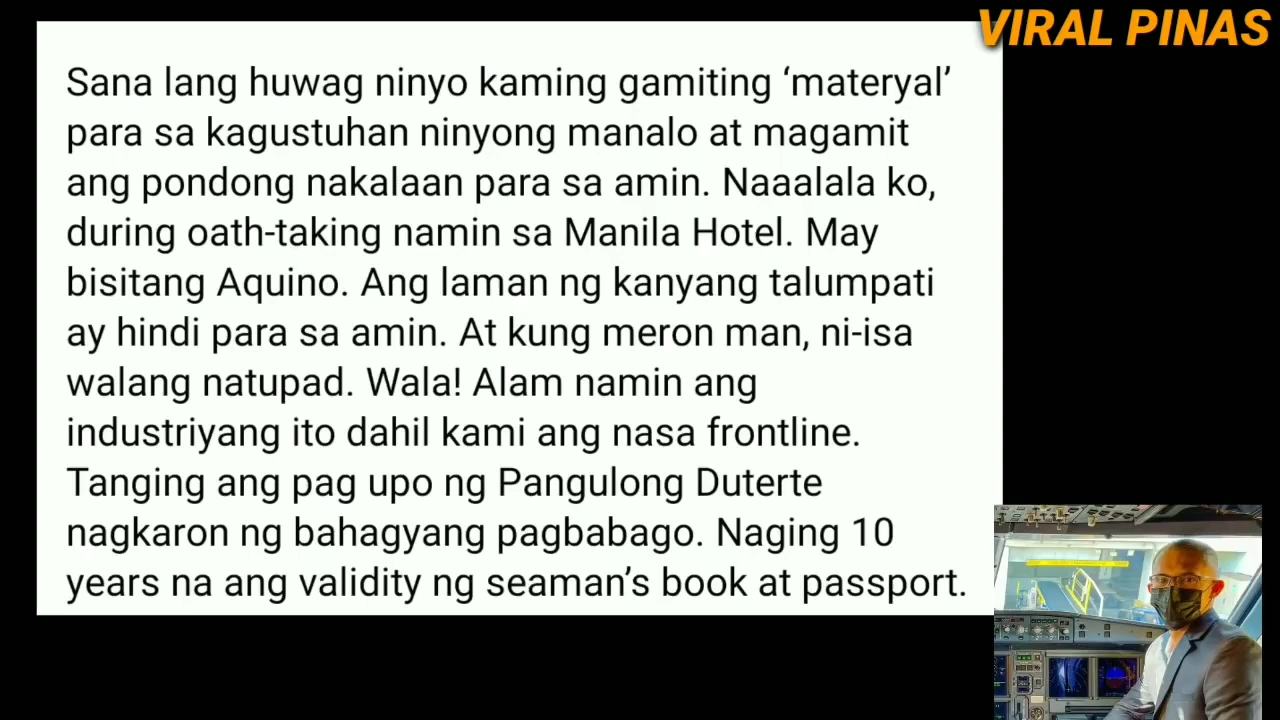 VIRAL PINAS
Sana lang huwag ninyo kaming gamiting ‘materyal’
para sa kagustuhan ninyong manalo at magamit
ang pondong nakalaan para sa amin. Naaalala ko,
during oath-taking namin sa Manila Hotel. May
bisitang Aquino. Ang laman ng kanyang talumpati
ay hindi para sa amin. At kung meron man, ni-isa
walang natupad. Wala! Alam namin ang
industriyang ito dahil kami ang nasa frontline.
Tanging ang pag upo ng Pangulong Duterte
nagkaron ng bahagyang pagbabago. Naging 10
years na ang validity ng seaman’s book at passport.